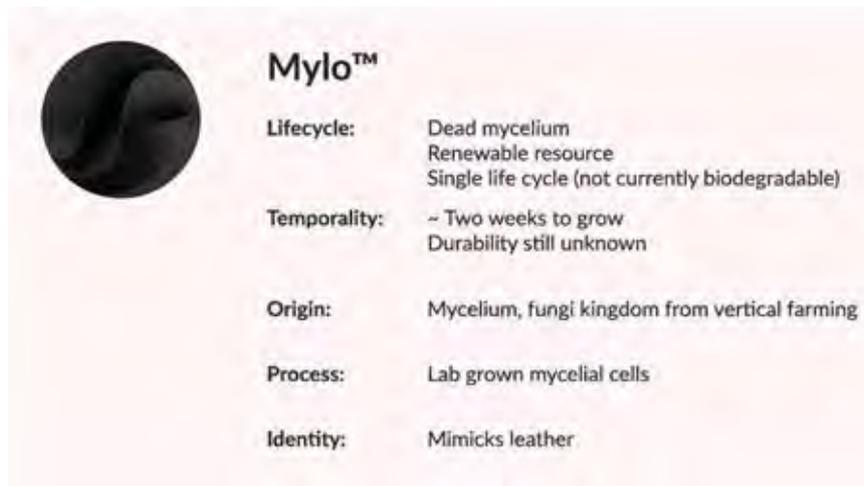 Mylo™
Lifecycle: Dead mycelium
Renewable resource
Single life cycle (not currently biodegradable)
Temporality: ~ Two weeks to grow
Durability still unknown
Origin: Mycelium, fungi kingdom from vertical farming
Process: Lab grown mycelial cells
Identity: Mimicks leather